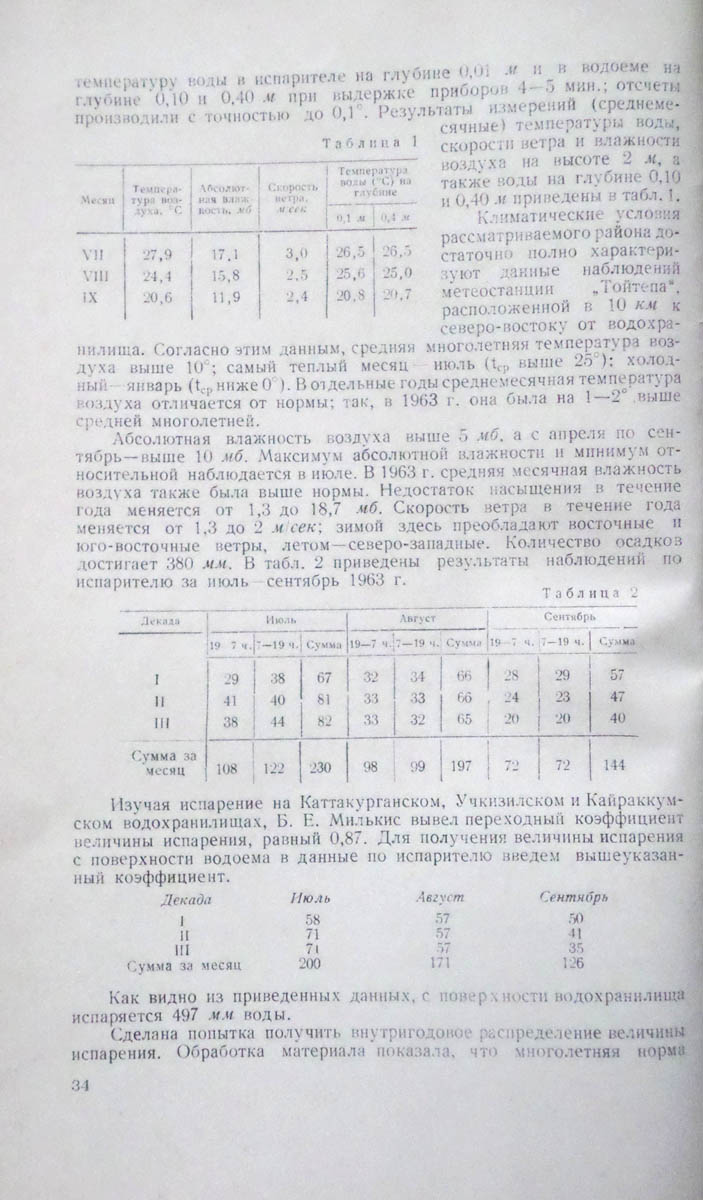 температуру воды в испарителе на глубине 0,01 м и в водоеме на
глубине 0,10 и 0,40 м при выдержке приборов 4—5 мин.; отсчеты
производили с точностью до 0,1°. Результаты измерений (среднеме-
сячные) температуры воды,
скорости ветра и влажности
воздуха на высоте 2 м, а
также воды на глубине 0,10
и 0,40 м приведены в табл. 1.
Климатические условия
рассматриваемого района до-
статочно полно характери-
зуют данные наблюдений
метеостанции „Тойтепа“,
расположенной в 10 км к
северо-востоку от водохра-
Таблица 1
Месяц | Темпера-тура воз-духа, °С | Абсолют-ная влаж-ность, мб | Скорость ветра, м/сек | Температура воды (°С) на глубине
0,1 м | 0,4 м
VII 27,9 17,1 3,0 26,5 26,5
VIII 24,4 15,8 2,5 25,6 25,0
IX 20,6 11,9 2,4 20,8 20,7
нилища. Согласно этим данным, средняя многолетняя температура воз-
духа выше 10°; самый теплый месяц—июль (tср выше 25°); холод-
ный—январь (tср ниже 0°). В отдельные годы среднемесячная температура
воздуха отличается от нормы; так, в 1963 г. она была на 1—2° выше
средней многолетней.
Абсолютная влажность воздуха выше 5 мб, а с апреля по сен-
тябрь—выше 10 мб. Максимум абсолютной влажности и минимум от-
носительной наблюдается в июле. В 1963 г. средняя месячная влажность
воздуха также была выше нормы. Недостаток насыщения в течение
года меняется от 1,3 до 18,7 мб. Скорость ветра в течение года
меняется от 1,3 до 2 м/сек; зимой здесь преобладают восточные и
юго-восточные ветры, летом—северо-западные. Количество осадков
достигает 380 мм. В табл. 2 приведены результаты наблюдений по
испарителю за июль—сентябрь 1963 г.
Таблица 2
Декада | Июль | Август | Сентябрь
19—7 ч. | 7—19 ч. | Сумма | 19—7 ч. | 7—19 ч. | Сумма | 19—7 ч. | 7—19 ч. | Сумма
I 29 38 67 32 34 66 28 29 57
II 41 40 81 33 33 66 24 23 47
III 38 44 82 33 32 65 20 20 40
Сумма за
месяц 108 122 230 98 99 197 72 72 144
Изучая испарение на Каттакурганском, Учкизилском и Кайраккум-
ском водохранилищах, Б. Е. Милькис вывел переходный коэффициент
величины испарения, равный 0,87. Для получения величины испарения
с поверхности водоема в данные по испарителю введем вышеуказан-
ный коэффициент.
Декада Июль Август Сентябрь
I 58 57 50
II 71 57 41
III 71 57 35
Сумма за месяц 200 171 126
Как видно из приведенных данных, с поверхности водохранилища
испаряется 497 мм воды.
Сделана попытка получить внутригодовое распределение величины
испарения. Обработка материала показала, что многолетняя норма
34